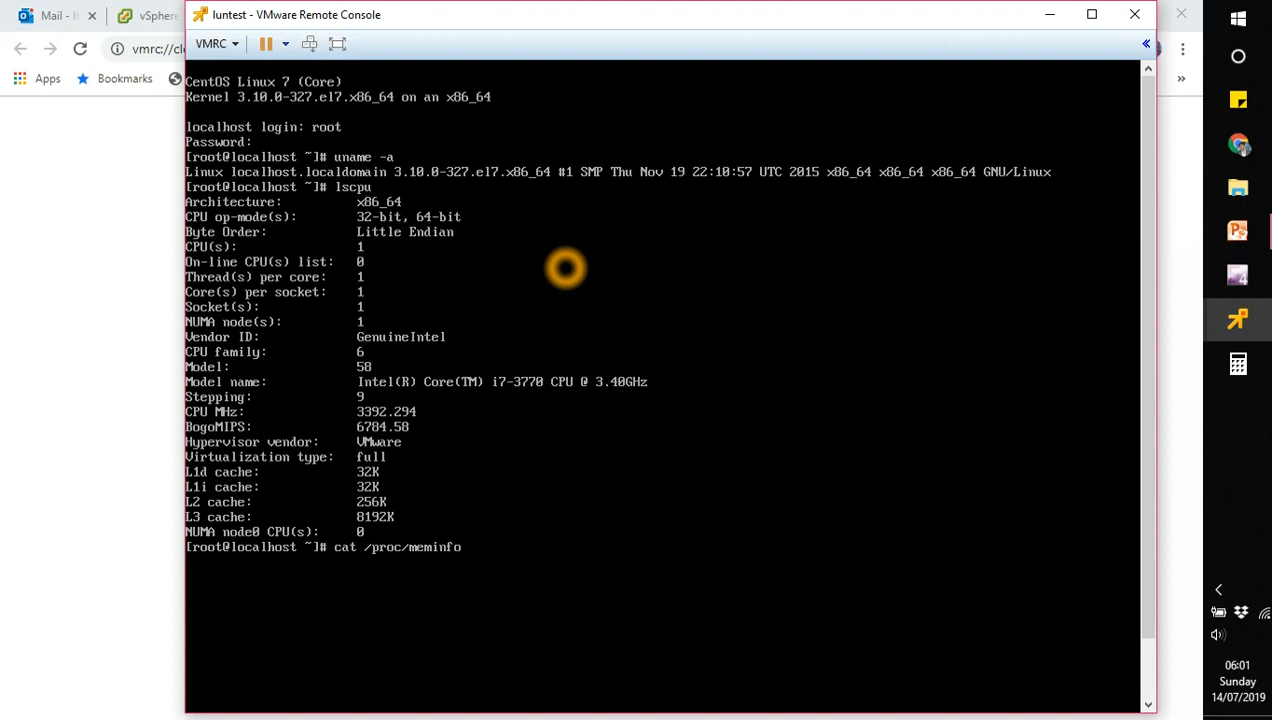 Mail - I
vSphere
luntest - VMware Remote Console
vmrc://cl
VMRC
Apps
Bookmarks
CentOS Linux 7 (Core)
Kernel 3.10.0-327.el7.x86_64 on an x86_64
localhost login: root
Password:
[root@localhost ~]# uname -a
Linux localhost.localdomain 3.10.0-327.el7.x86_64 #1 SMP Thu Nov 19 22:10:57 UTC 2015 x86_64 x86_64 x86_64 GNU/Linux
[root@localhost ~]# lscpu
Architecture: x86_64
CPU op-mode(s): 32-bit, 64-bit
Byte Order: Little Endian
CPU(s): 1
On-line CPU(s) list: 0
Thread(s) per core: 1
Core(s) per socket: 1
Socket(s): 1
NUMA node(s): 1
Vendor ID: GenuineIntel
CPU family: 6
Model: 58
Model name: Intel(R) Core(TM) i7-3770 CPU @ 3.40GHz
Stepping: 9
CPU MHz: 3392.294
BogoMIPS: 6784.58
Hypervisor vendor: VMware
Virtualization type: full
L1d cache: 32K
L1i cache: 32K
L2 cache: 256K
L3 cache: 8192K
NUMA node0 CPU(s): 0
[root@localhost ~]# cat /proc/meminfo
06:01
Sunday
14/07/2019